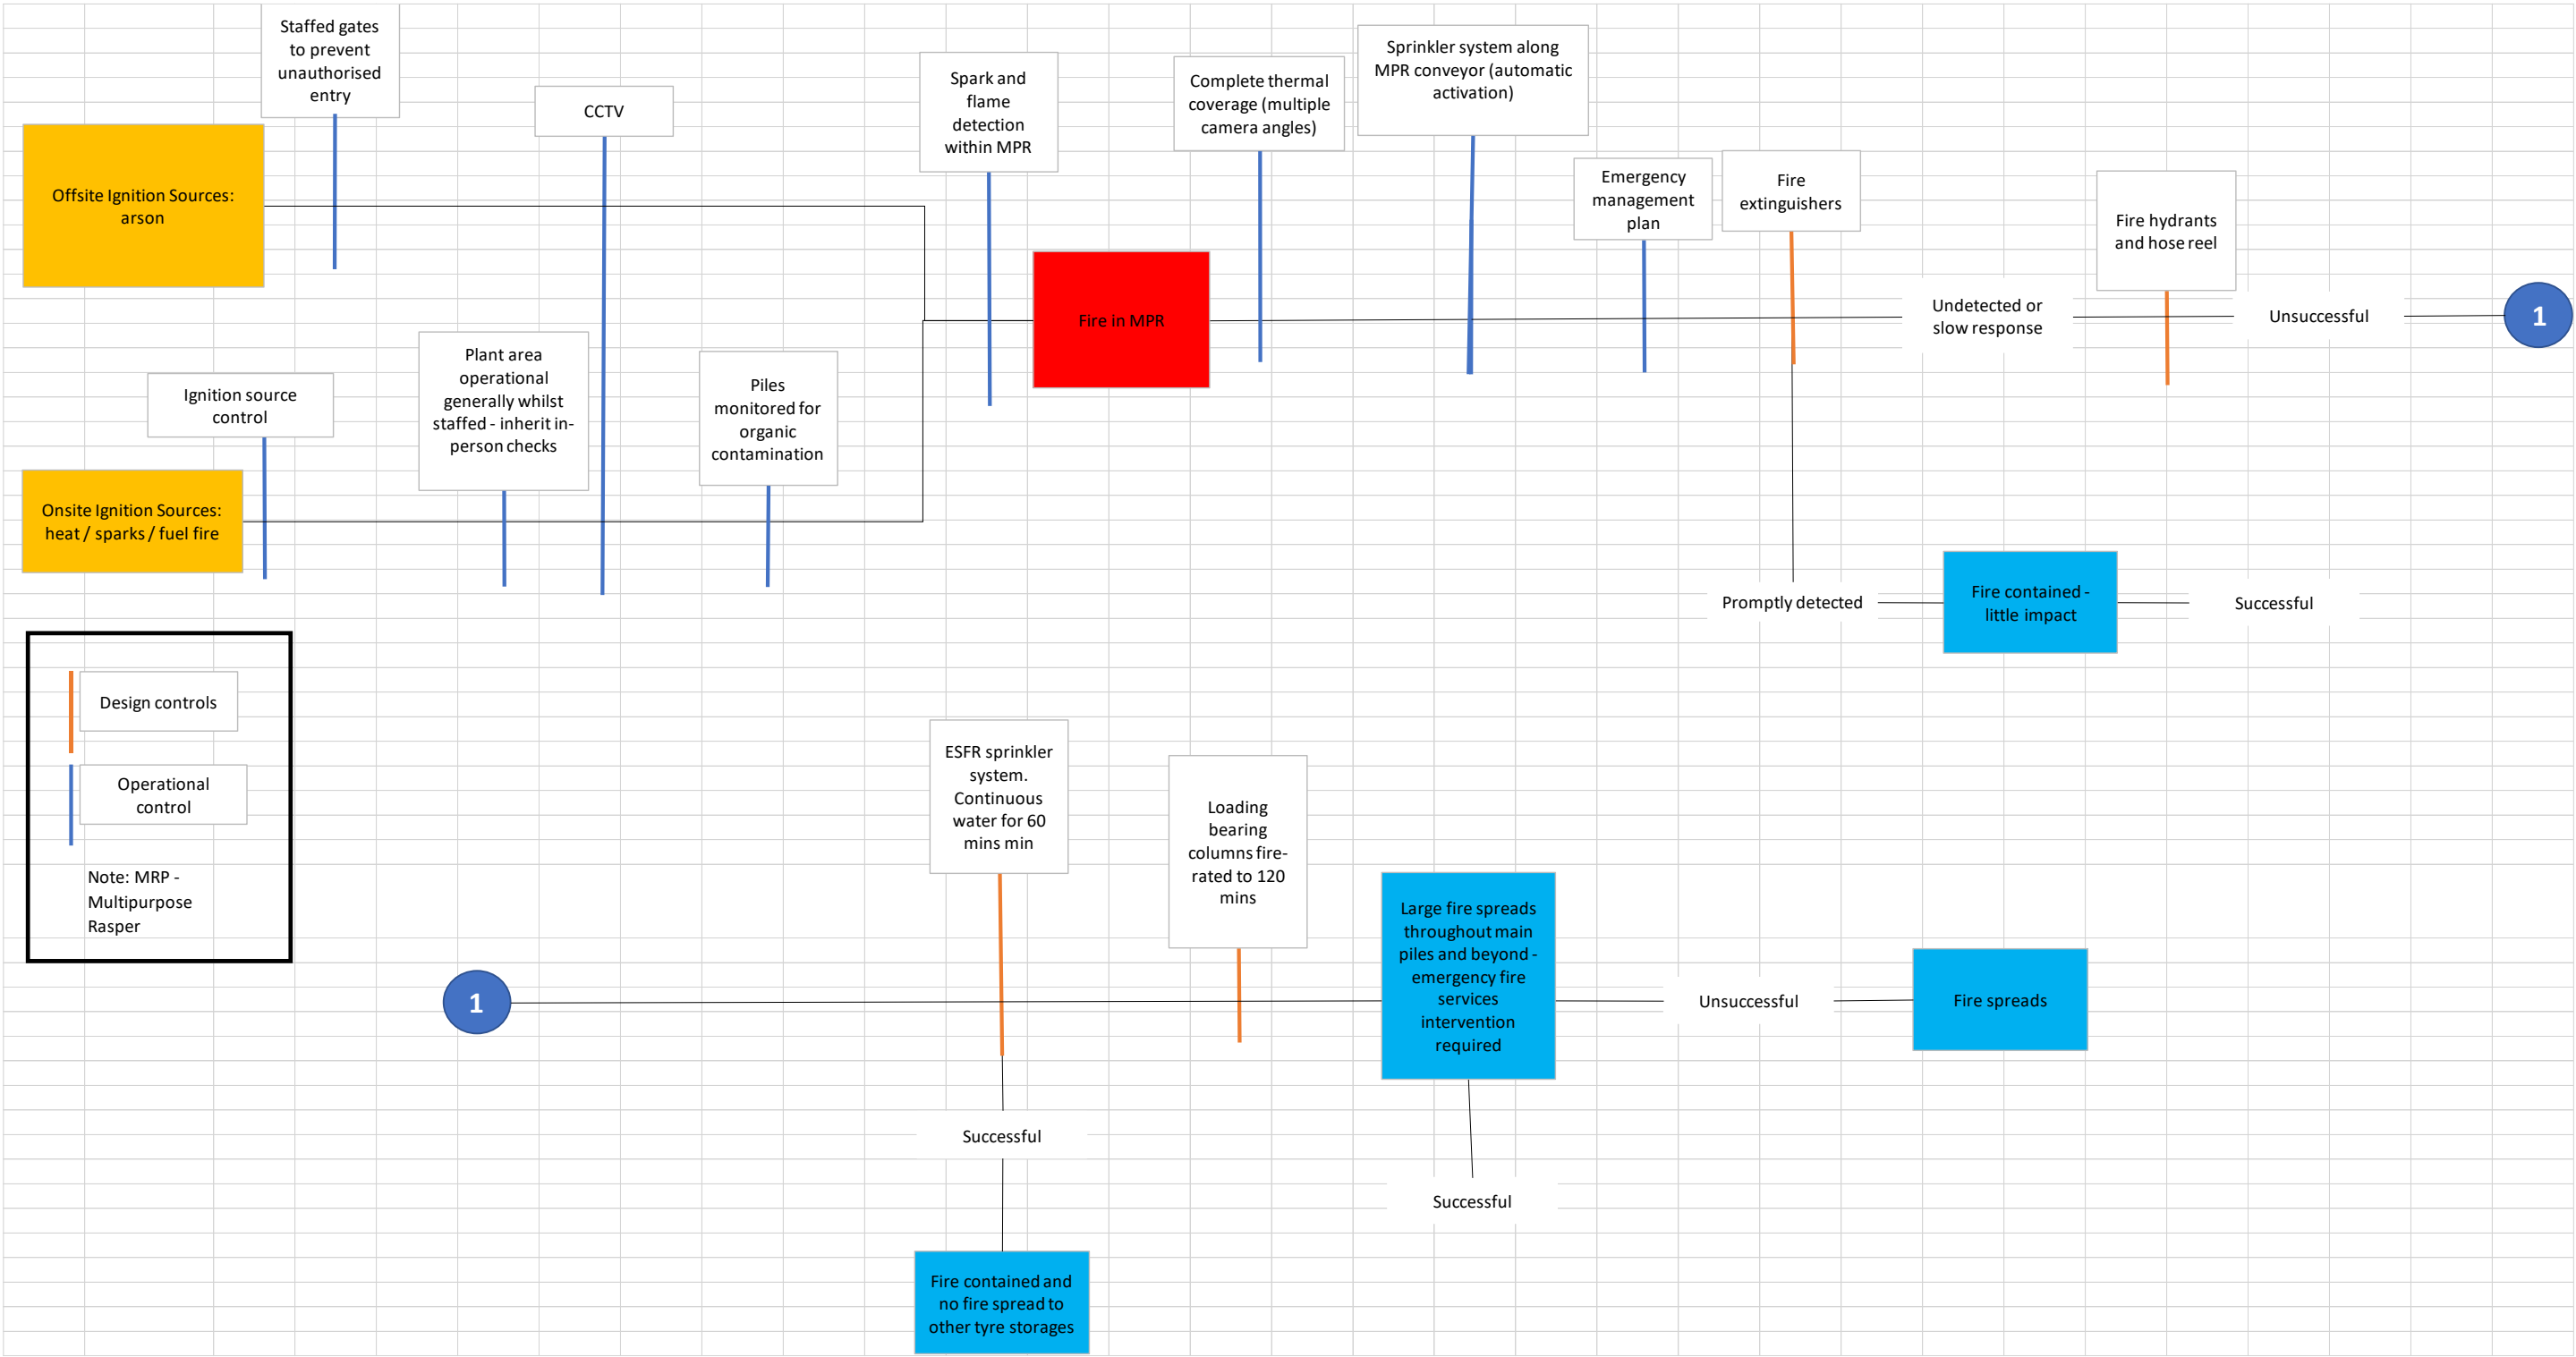 Staffed gates
to prevent
unauthorised
entry
CCTV
Spark and
flame
detection
within MPR
Complete thermal
coverage (multiple
camera angles)
Sprinkler system along
MPR conveyor (automatic
activation)
Emergency
management
plan
Fire
extinguishers
Fire hydrants
and hose reel
Offsite Ignition Sources:
arson
Fire in MPR
Undetected or
slow response
Unsuccessful
1
Ignition source
control
Plant area
operational
generally whilst
staffed - inherit in-
person checks
Piles
monitored for
organic
contamination
Onsite Ignition Sources:
heat / sparks / fuel fire
Promptly detected
Fire contained -
little impact
Successful
Design controls
Operational
control
Note: MRP -
Multipurpose
Rasper
ESFR sprinkler
system.
Continuous
water for 60
mins min
Loading
bearing
columns fire-
rated to 120
mins
1
Large fire spreads
throughout main
piles and beyond -
emergency fire
services
intervention
required
Unsuccessful
Fire spreads
Successful
Successful
Fire contained and
no fire spread to
other tyre storages